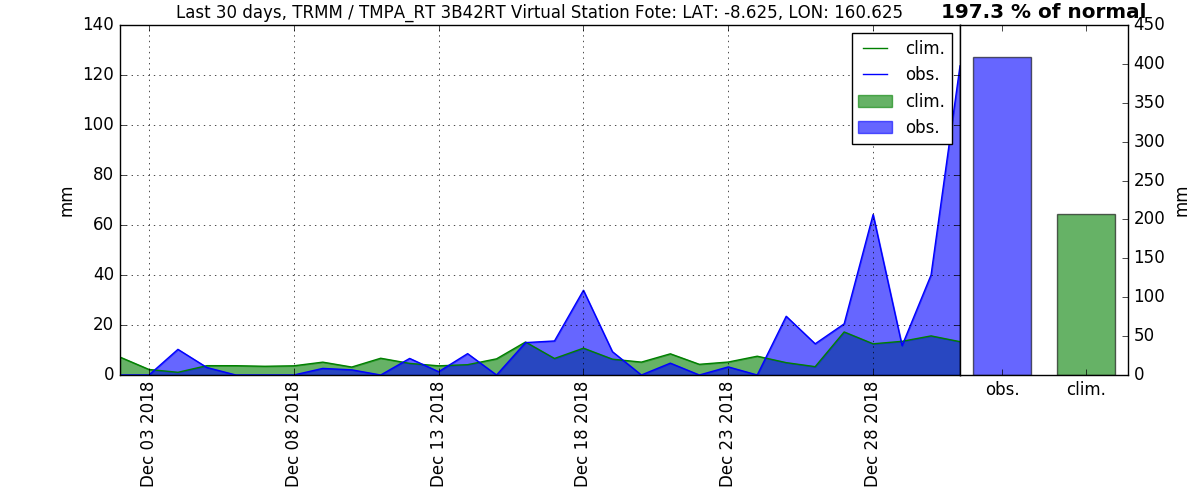 Last 30 days, TRMM / TMPA_RT 3B42RT Virtual Station Fote: LAT: -8.625, LON: 160.625
197.3 % of normal
mm
140
120
100
80
60
40
20
0
clim.
obs.
clim.
obs.
450
400
350
300
250
200
150
100
50
0
mm
Dec 03 2018
Dec 08 2018
Dec 13 2018
Dec 18 2018
Dec 23 2018
Dec 28 2018
obs.
clim.